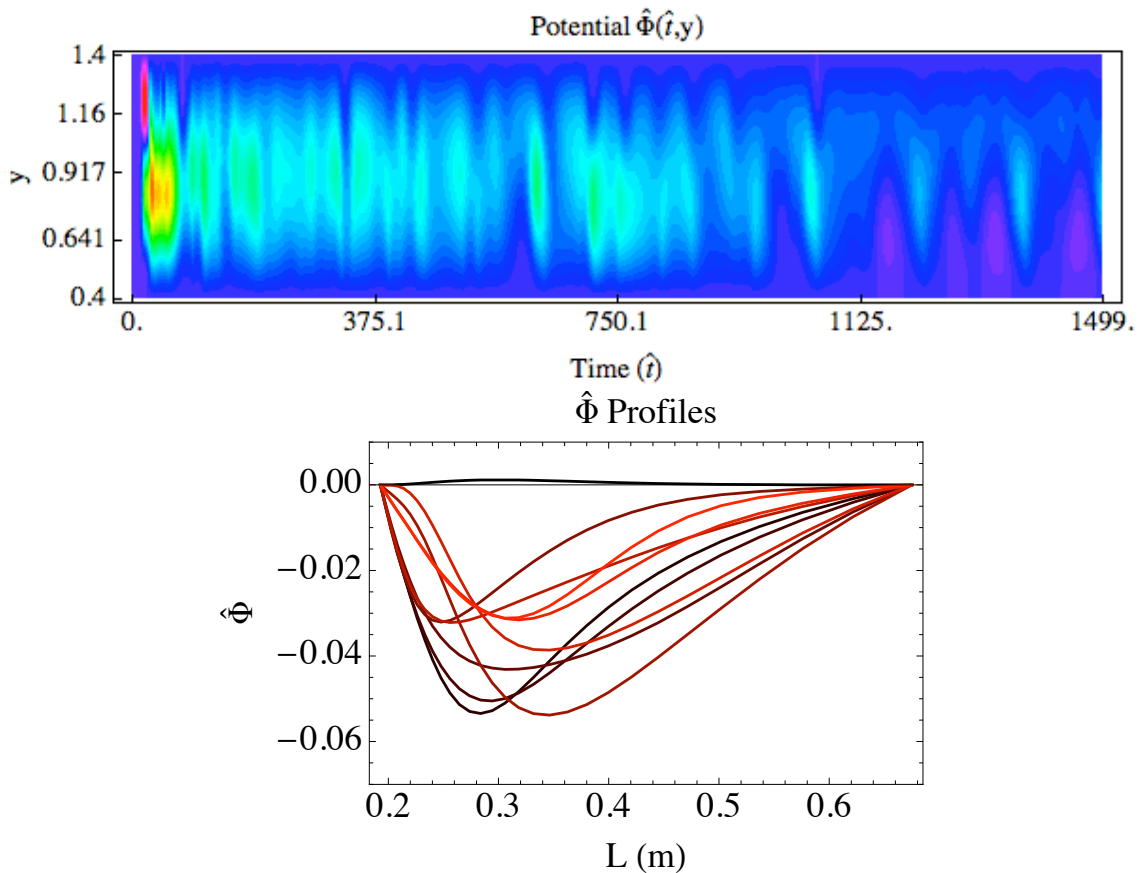 Potential Φ̂(t̂,y)
1.4
1.16
0.917
0.641
0.4
y
0. 375.1 750.1 1125. 1499.
Time (t̂)
Φ̂ Profiles
0.00
−0.02
−0.04
−0.06
Φ̂
0.2 0.3 0.4 0.5 0.6
L (m)